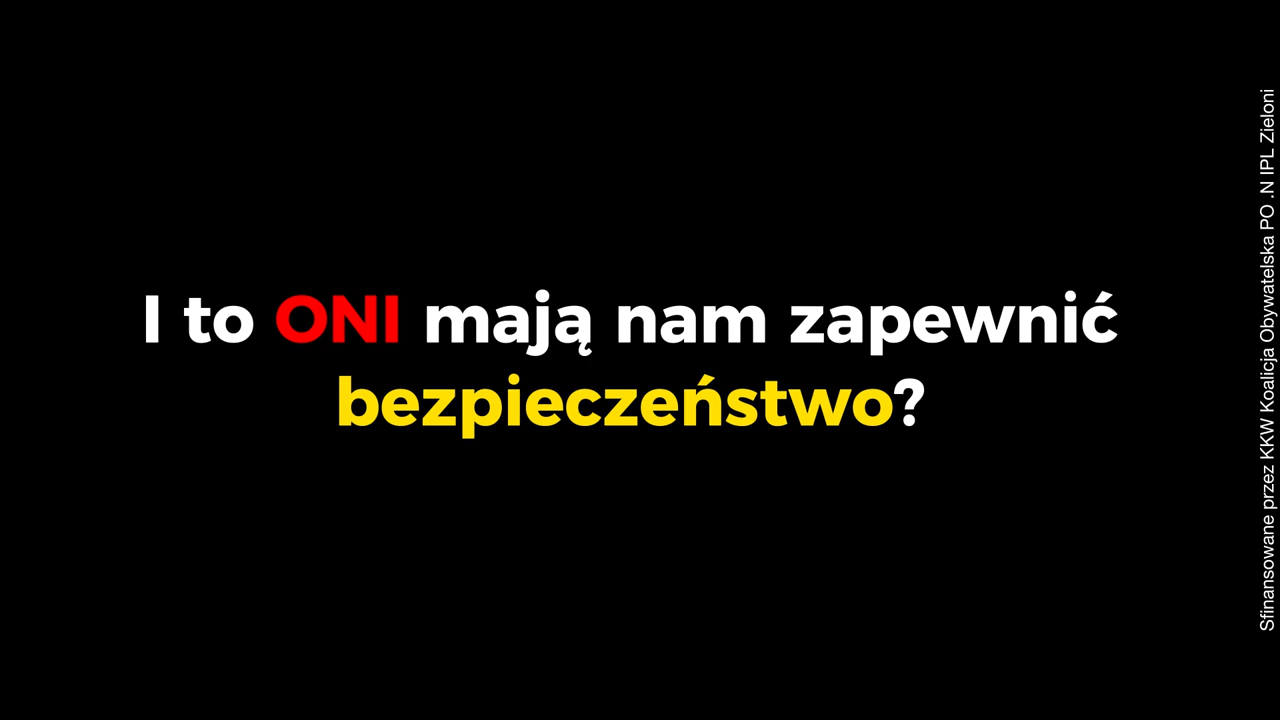 I to ONI mają nam zapewnić
bezpieczeństwo?
Sfinansowane przez KKW Koalicja Obywatelska PO .N IPL Zieloni